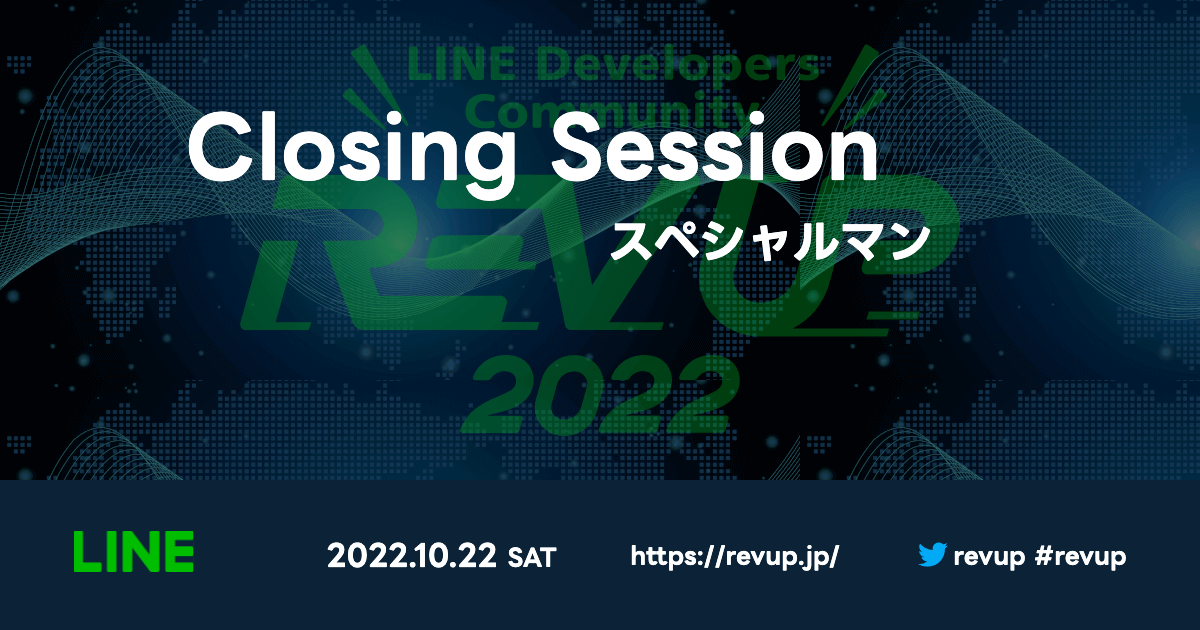 LINE Developers
Community
Closing Session
REVUP
スペシャルマン
2022
LINE
2022.10.22 SAT
https://revup.jp/
revup #revup